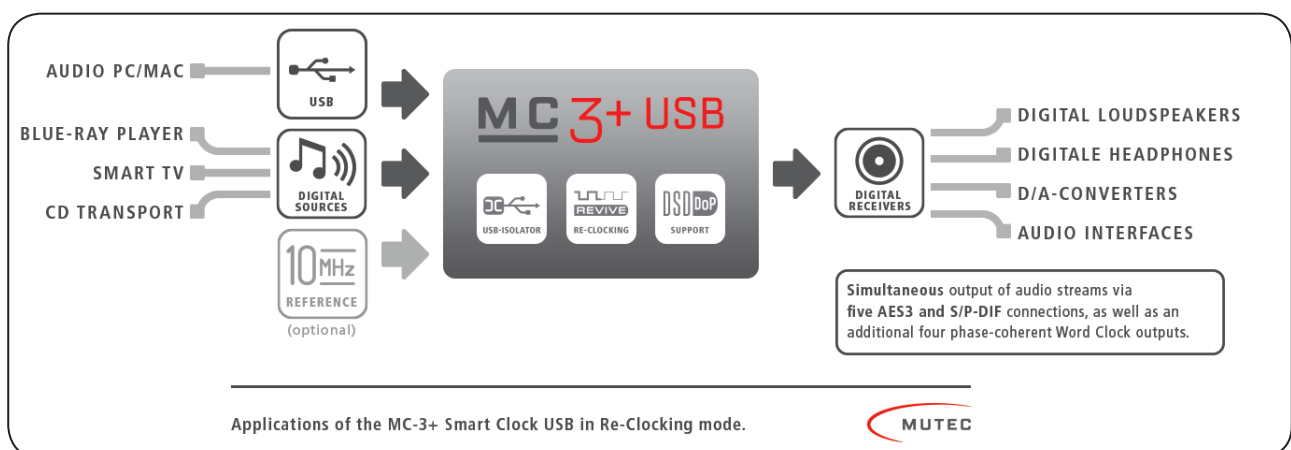 AUDIO PC/MAC
BLUE-RAY PLAYER
SMART TV
CD TRANSPORT
USB
DIGITAL
SOURCES
10 MHz
REFERENCE
(optional)
MC 3+ USB
USB-ISOLATOR
REVIVE
RE-CLOCKING
DSD DoP
SUPPORT
DIGITAL
RECEIVERS
DIGITAL LOUDSPEAKERS
DIGITALE HEADPHONES
D/A-CONVERTERS
AUDIO INTERFACES
Simultaneous output of audio streams via
five AES3 and S/P-DIF connections, as well as an
additional four phase-coherent Word Clock outputs.
Applications of the MC-3+ Smart Clock USB in Re-Clocking mode.
MUTEC